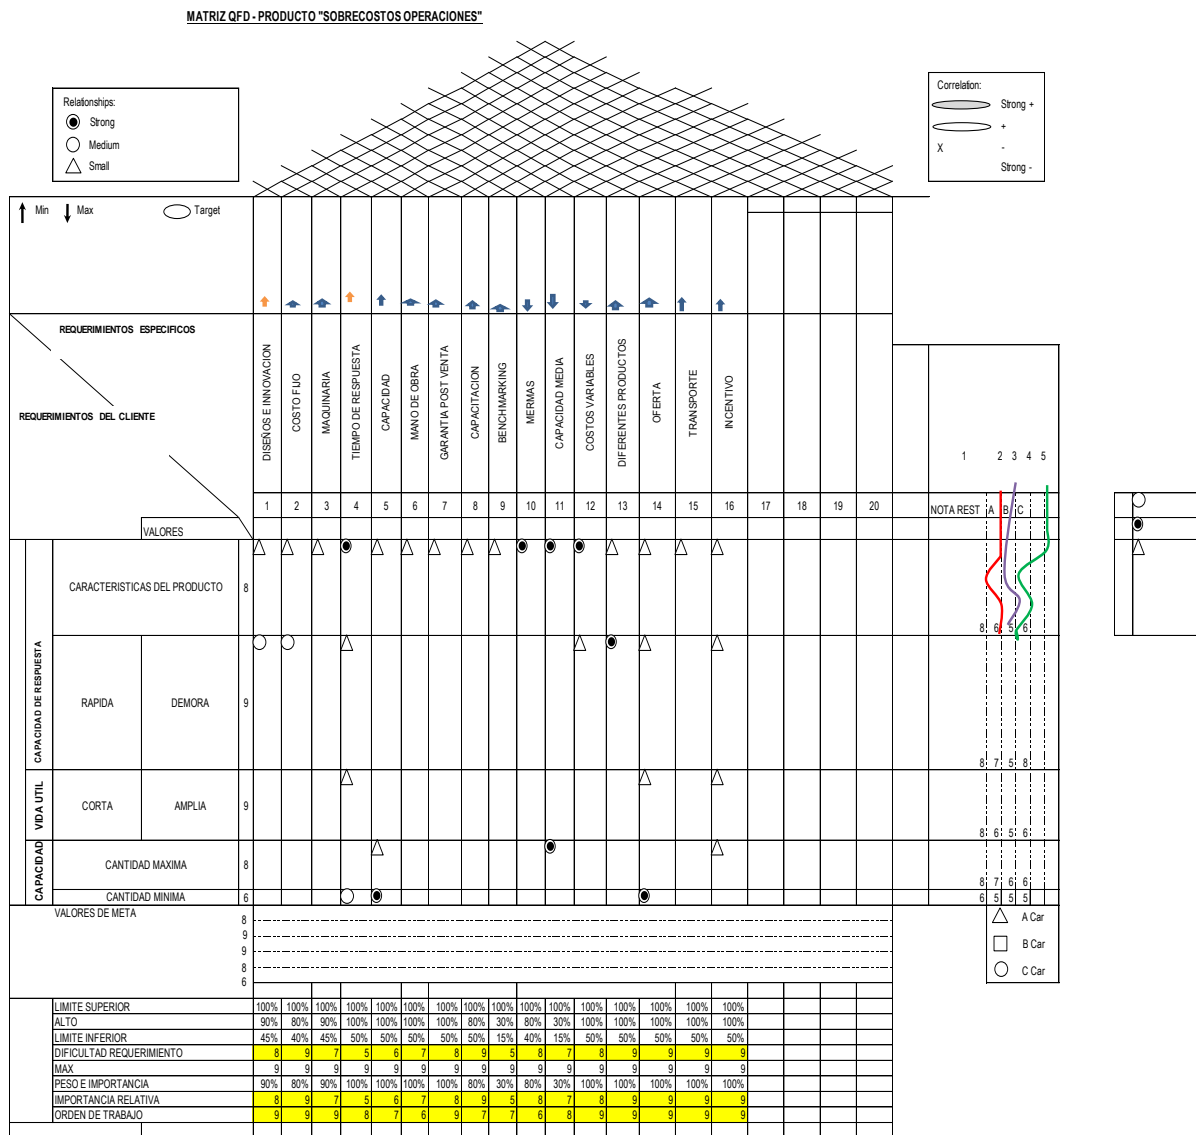 MATRIZ QFD - PRODUCTO "SOBRECOSTOS OPERACIONES"
Relationships:
Strong
Medium
Small
Correlation:
Strong +
+
X -
Strong -
Min Max Target
REQUERIMIENTOS ESPECIFICOS
REQUERIMIENTOS DEL CLIENTE
DISEÑOS E INNOVACION
COSTO FIJO
MAQUINARIA
TIEMPO DE RESPUESTA
CAPACIDAD
MANO DE OBRA
GARANTIA POST VENTA
CAPACITACION
BENCHMARKING
MERMAS
CAPACIDAD MEDIA
COSTOS VARIABLES
DIFERENTES PRODUCTOS
OFERTA
TRANSPORTE
INCENTIVO
1 2 3 4 5
1 2 3 4 5 6 7 8 9 10 11 12 13 14 15 16 17 18 19 20 NOTA REST A B C
VALORES
CAPACIDAD DE RESPUESTA
CARACTERISTICAS DEL PRODUCTO 8
8 6 5 6
RAPIDA DEMORA 9
8 7 5 8
VIDA UTIL
CORTA AMPLIA 9
8 6 5 6
CAPACIDAD
CANTIDAD MAXIMA 8
8 7 6 6
CANTIDAD MINIMA 6 6 5 5 5
VALORES DE META
8
9
9
8
6
A Car
B Car
C Car
LIMITE SUPERIOR 100% 100% 100% 100% 100% 100% 100% 100% 100% 100% 100% 100% 100% 100% 100% 100%
ALTO 90% 80% 90% 100% 100% 100% 100% 80% 30% 80% 30% 100% 100% 100% 100% 100%
LIMITE INFERIOR 45% 40% 45% 50% 50% 50% 50% 50% 15% 40% 15% 50% 50% 50% 50% 50%
DIFICULTAD REQUERIMIENTO 8 9 7 5 6 7 8 9 5 8 7 8 9 9 9 9
MAX 9 9 9 9 9 9 9 9 9 9 9 9 9 9 9 9
PESO E IMPORTANCIA 90% 80% 90% 100% 100% 100% 100% 80% 30% 80% 30% 100% 100% 100% 100% 100%
IMPORTANCIA RELATIVA 8 9 7 5 6 7 8 9 5 8 7 8 9 9 9 9
ORDEN DE TRABAJO 9 9 9 8 7 6 9 7 7 6 8 9 9 9 9 9